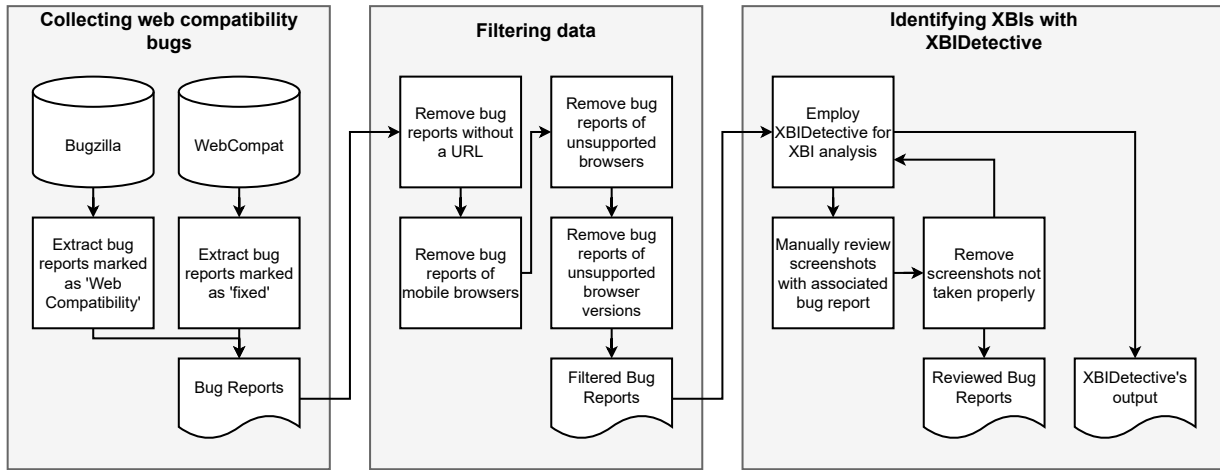 Collecting web compatibility
bugs
Bugzilla
WebCompat
Extract bug
reports marked
as 'Web
Compatibility'
Extract bug
reports marked
as 'fixed'
Bug Reports
Filtering data
Remove bug
reports without
a URL
Remove bug
reports of
mobile browsers
Remove bug
reports of
unsupported
browsers
Remove bug
reports of
unsupported
browser
versions
Filtered Bug
Reports
Identifying XBIs with
XBIDetective
Employ
XBIDetective for
XBI analysis
Manually review
screenshots
with associated
bug report
Remove
screenshots not
taken properly
Reviewed Bug
Reports
XBIDetective's
output